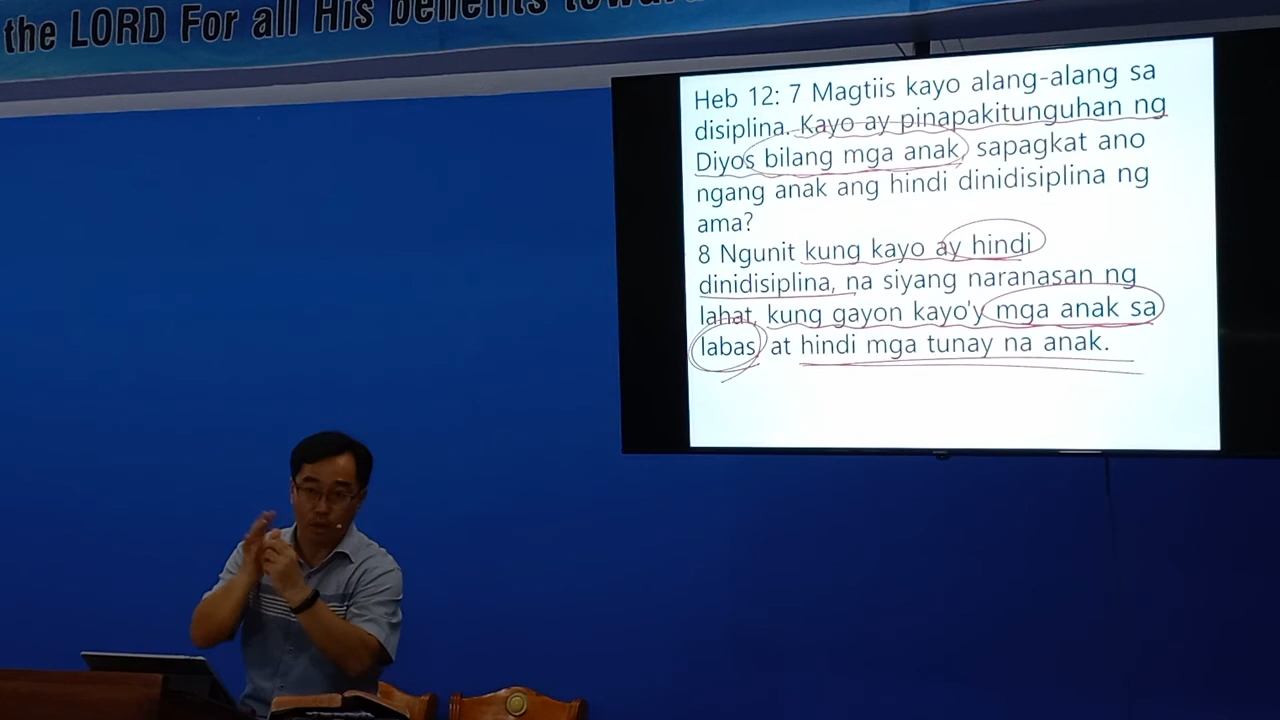 the LORD For all His benefits
Heb 12: 7 Magtiis kayo alang-alang sa
disiplina. Kayo ay pinapakitunguhan ng
Diyos bilang mga anak, sapagkat ano
ngang anak ang hindi dinidisiplina ng
ama?
8 Ngunit kung kayo ay hindi
dinidisiplina, na siyang naranasan ng
lahat, kung gayon kayo'y mga anak sa
labas, at hindi mga tunay na anak.